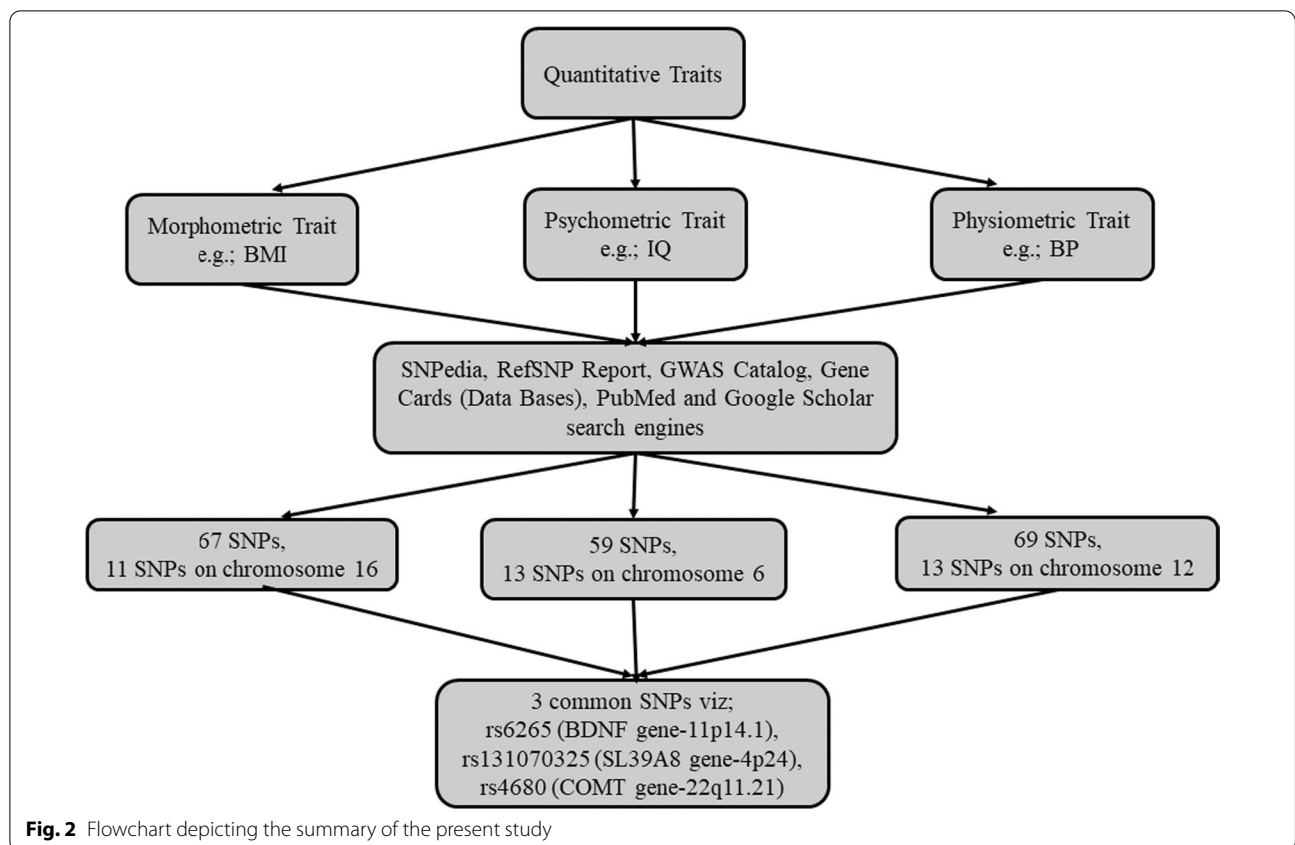 Quantitative Traits
Morphometric Trait
e.g.; BMI
Psychometric Trait
e.g.; IQ
Physiometric Trait
e.g.; BP
SNPedia, RefSNP Report, GWAS Catalog, Gene
Cards (Data Bases), PubMed and Google Scholar
search engines
67 SNPs,
11 SNPs on chromosome 16
59 SNPs,
13 SNPs on chromosome 6
69 SNPs,
13 SNPs on chromosome 12
3 common SNPs viz;
rs6265 (BDNF gene-11p14.1),
rs131070325 (SL39A8 gene-4p24),
rs4680 (COMT gene-22q11.21)
Fig. 2 Flowchart depicting the summary of the present study